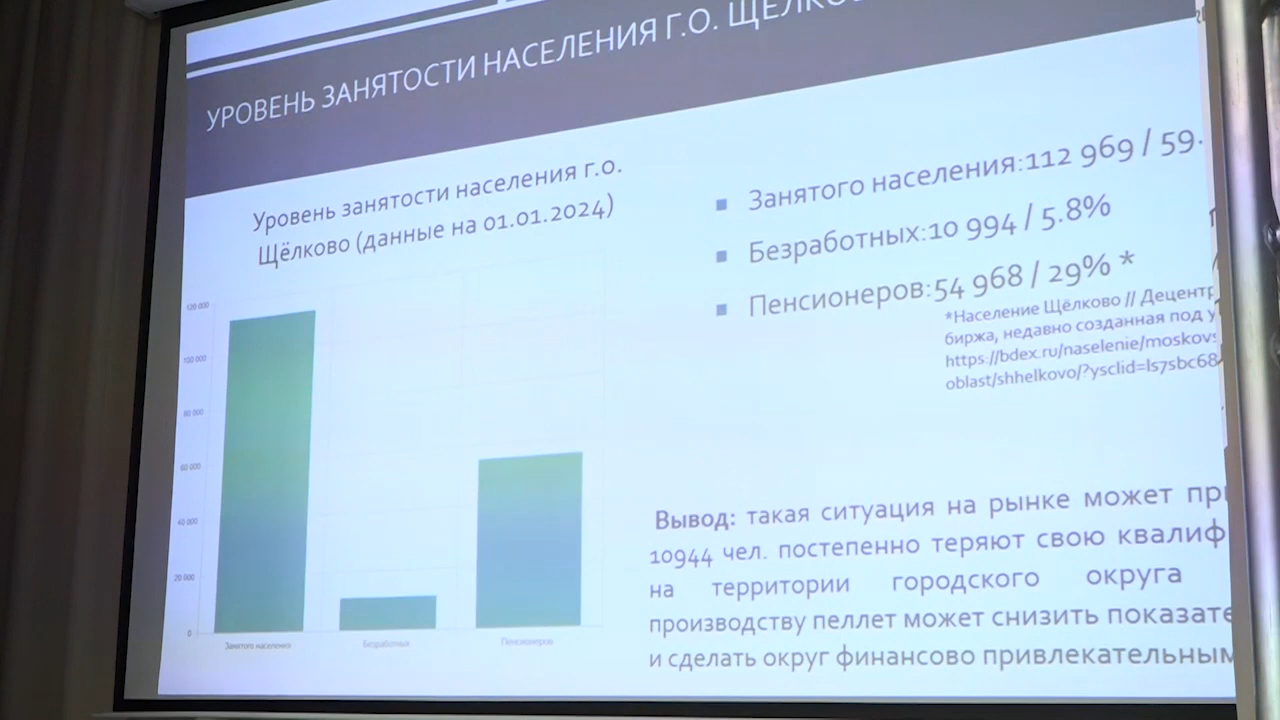 УРОВЕНЬ ЗАНЯТОСТИ НАСЕЛЕНИЯ Г.О.
Уровень занятости населения г.о.
Щёлково (данные на 01.01.2024)
120 000
100 000
80 000
60 000
40 000
20 000
0
Занятого населения
Безработных
Пенсионеров
Занятого населения:112 969 / 59.
Безработных:10 994 / 5.8%
Пенсионеров:54 968 / 29% *
*Население Щёлково // Децент
биржа, недавно созданная под
https://bdex.ru/naselenie/moskovs
oblast/shhelkovo/?ysclid=ls7sbc68
Вывод: такая ситуация на рынке может
10944 чел. постепенно теряют свою квалиф
на территории городского округа
производству пеллет может снизить показате
и сделать округ финансово привлекательным